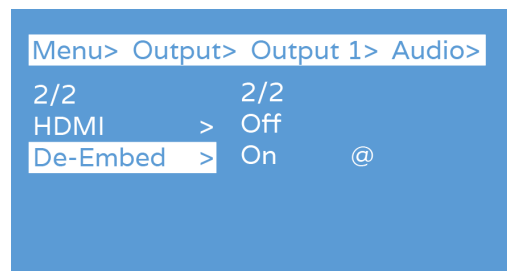 Menu> Output> Output 1> Audio>
2/2 2/2
HDMI > Off
De-Embed > On @